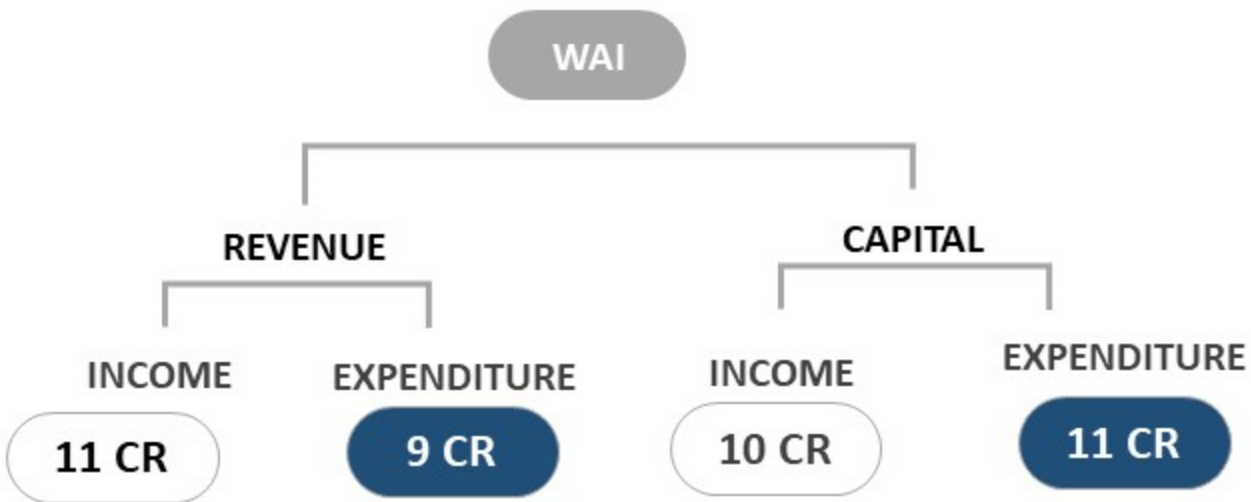 WAI
REVENUE
CAPITAL
INCOME
EXPENDITURE
INCOME
EXPENDITURE
11 CR
9 CR
10 CR
11 CR